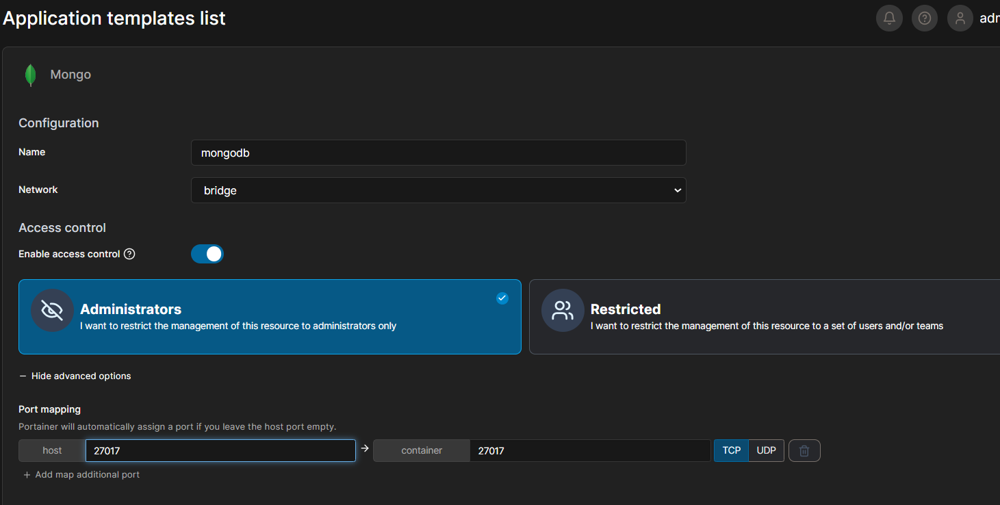 Application templates list
Mongo
Configuration
Name
mongodb
Network
bridge
Access control
Enable access control
Administrators
I want to restrict the management of this resource to administrators only
Restricted
I want to restrict the management of this resource to a set of users and/or teams
Hide advanced options
Port mapping
Portainer will automatically assign a port if you leave the host port empty.
host 27017 → container 27017 TCP UDP
+ Add map additional port